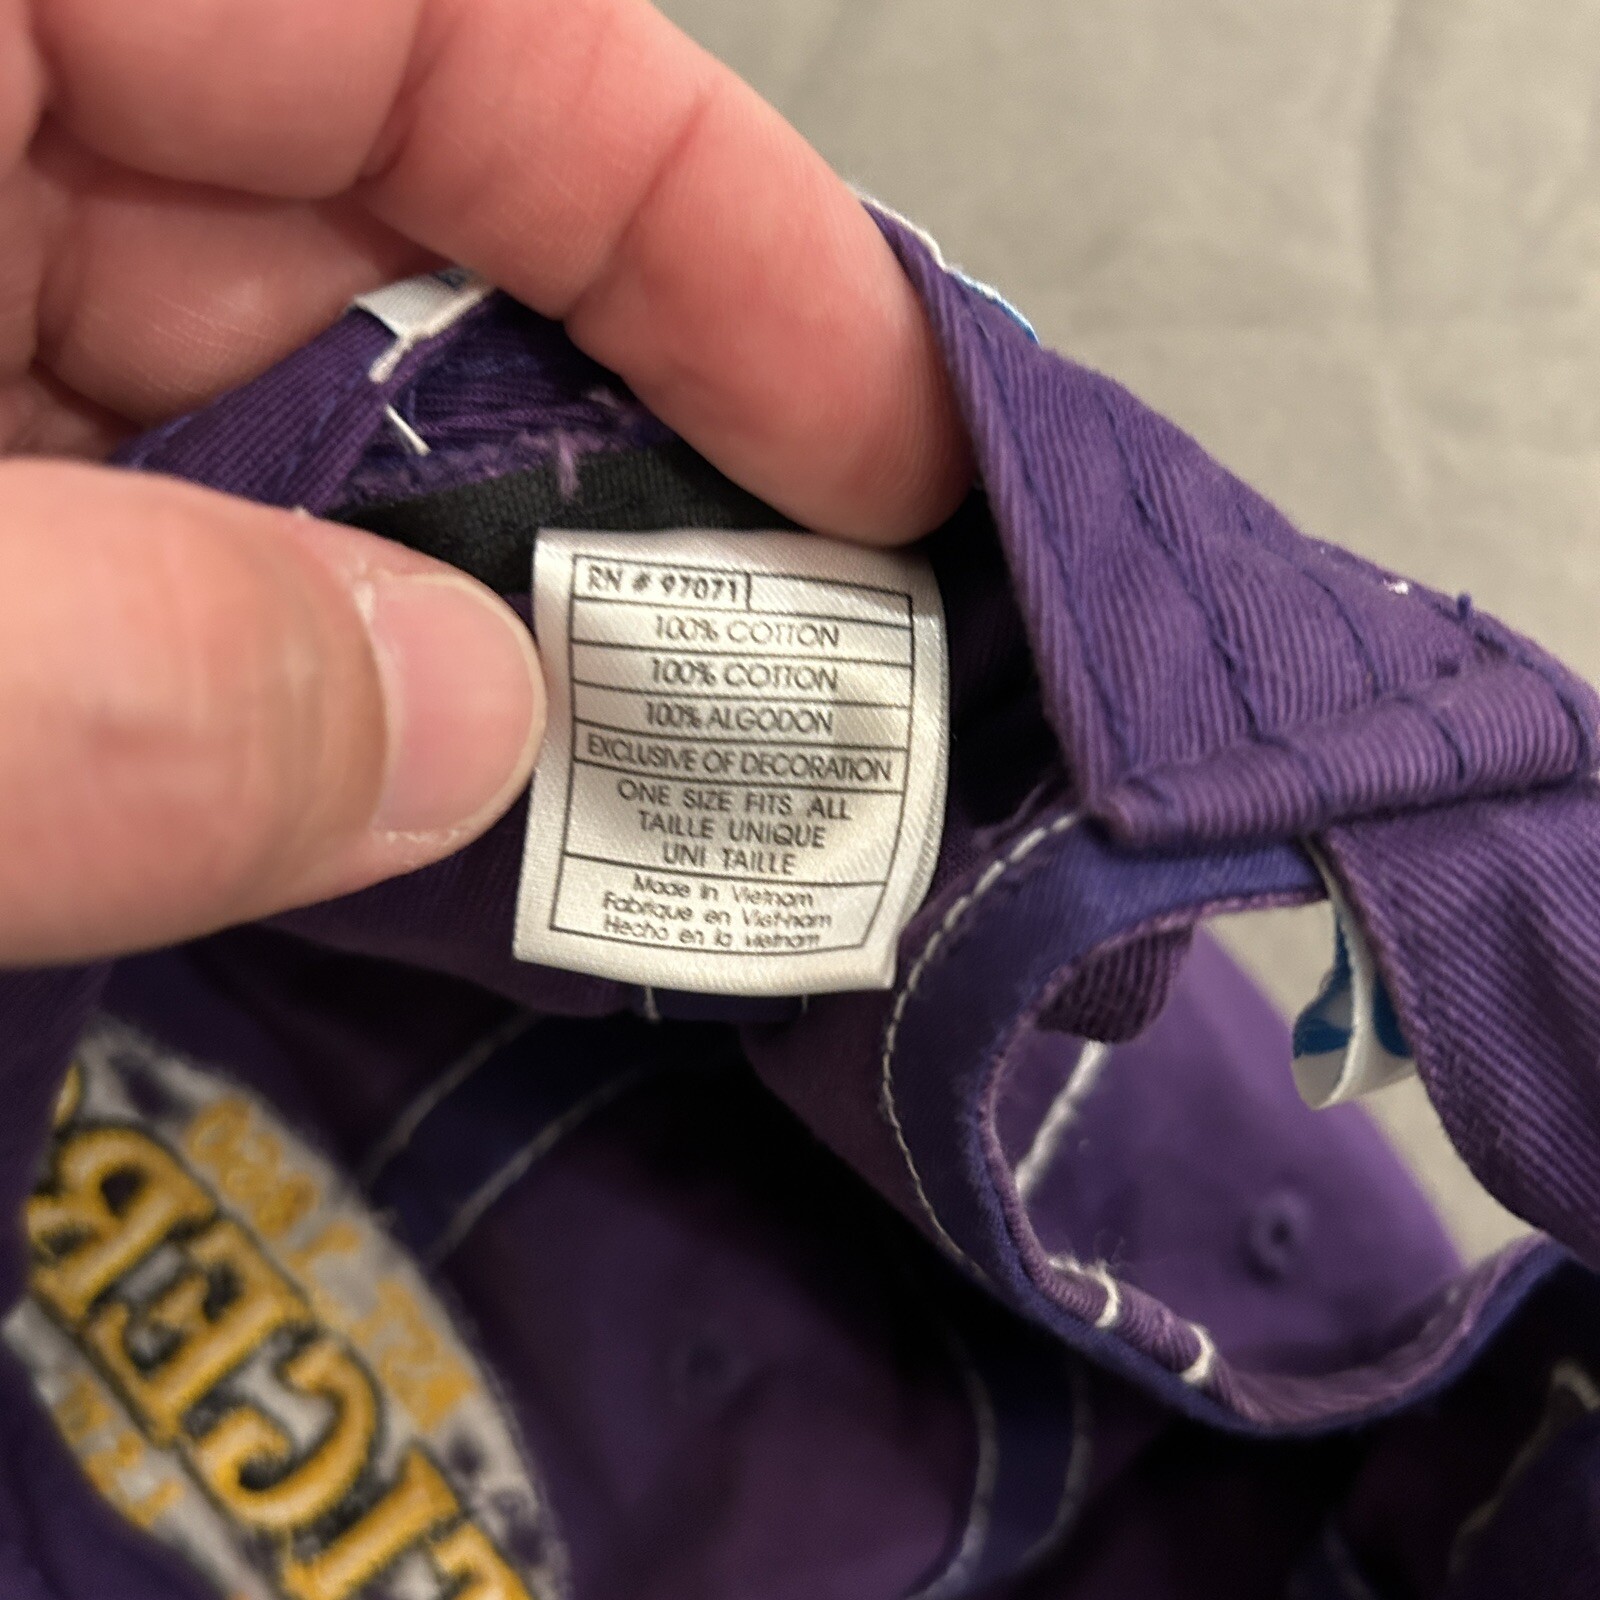 RN # 97071
100% COTTON
100% COTTON
100% ALGODON
EXCLUSIVE OF DECORATION
ONE SIZE FITS ALL
TAILLE UNIQUE
UNI TAILLE
Made in Vietnam
Fabrique en Viet-nam
Hecho en la vietnam